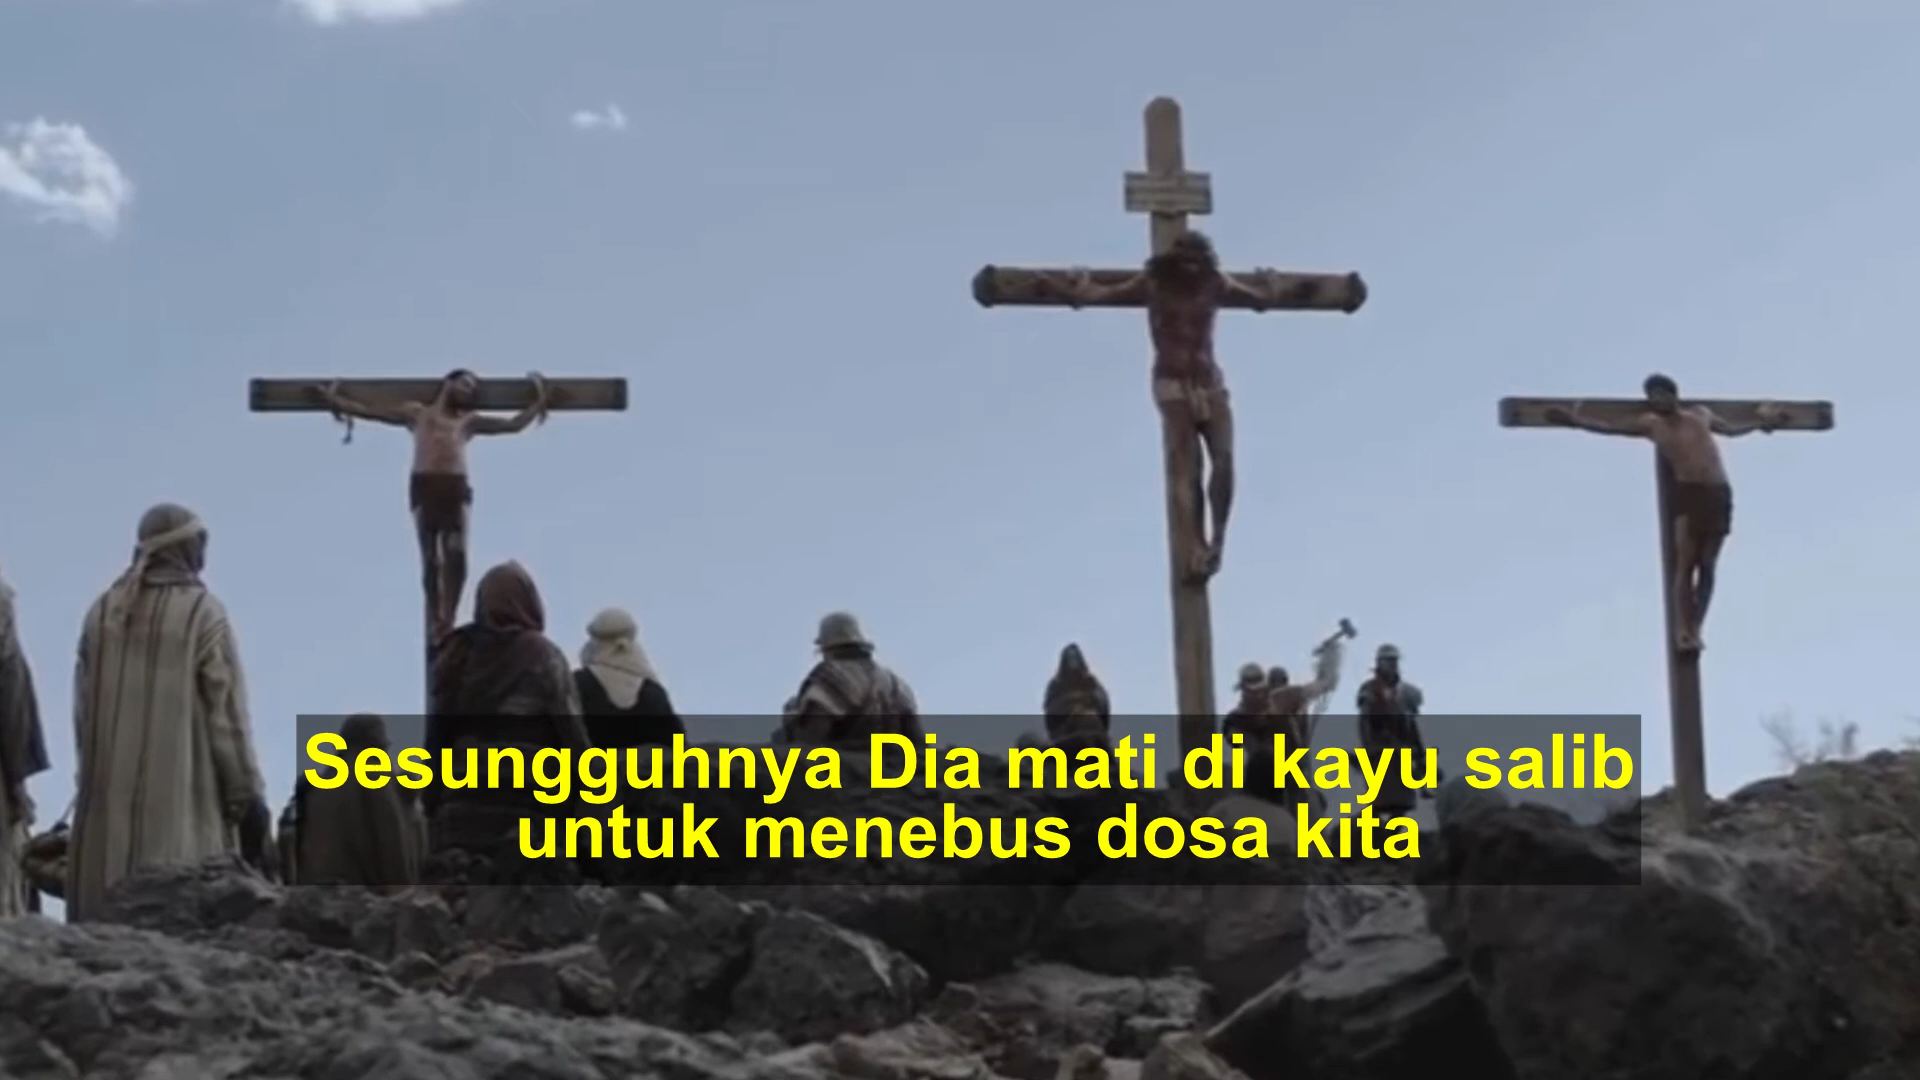 Sesungguhnya Dia mati di kayu salib
untuk menebus dosa kita